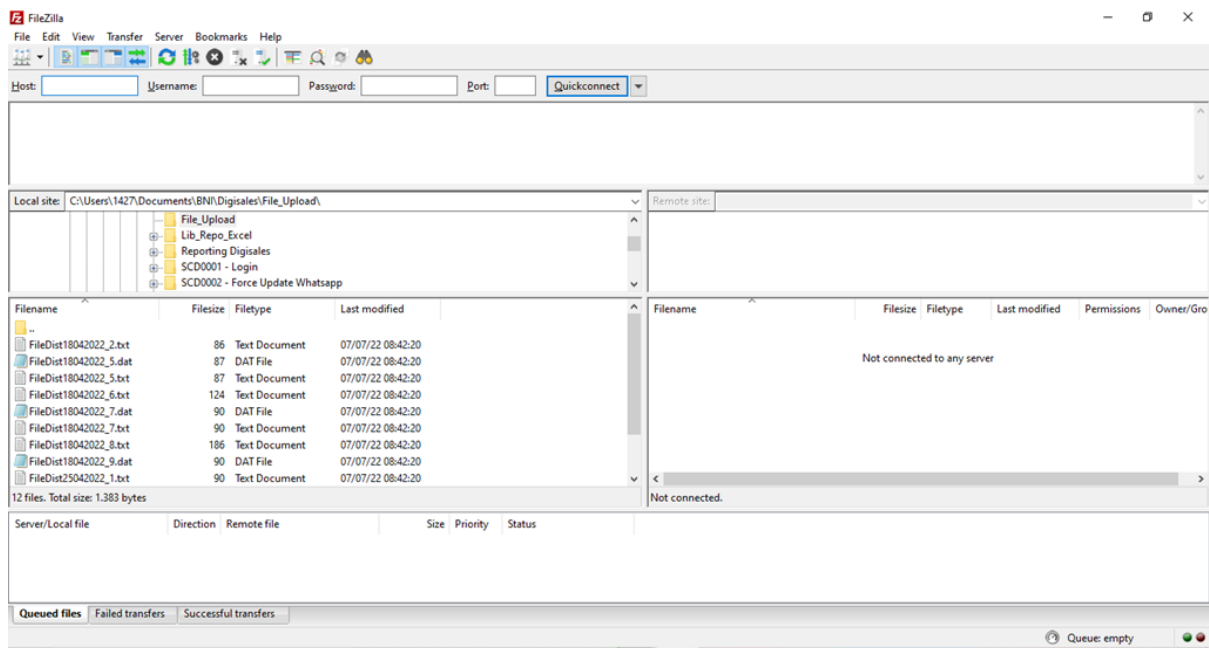 FileZilla
File Edit View Transfer Server Bookmarks Help
Host: Username: Password: Port: Quickconnect
Local site: C:\Users\1427\Documents\BNI\Digisales\File_Upload\
Remote site:
File_Upload
Lib_Repo_Excel
Reporting Digisales
SCD0001 - Login
SCD0002 - Force Update Whatsapp
Filename Filesize Filetype Last modified
..
FileDist18042022_2.txt 86 Text Document 07/07/22 08:42:20
FileDist18042022_5.dat 87 DAT File 07/07/22 08:42:20
FileDist18042022_5.txt 87 Text Document 07/07/22 08:42:20
FileDist18042022_6.txt 124 Text Document 07/07/22 08:42:20
FileDist18042022_7.dat 90 DAT File 07/07/22 08:42:20
FileDist18042022_7.txt 90 Text Document 07/07/22 08:42:20
FileDist18042022_8.txt 186 Text Document 07/07/22 08:42:20
FileDist18042022_9.dat 90 DAT File 07/07/22 08:42:20
FileDist25042022_1.txt 90 Text Document 07/07/22 08:42:20
12 files. Total size: 1.383 bytes
Filename Filesize Filetype Last modified Permissions Owner/Gro
Not connected to any server
Not connected.
Server/Local file Direction Remote file Size Priority Status
Queued files Failed transfers Successful transfers
Queue: empty